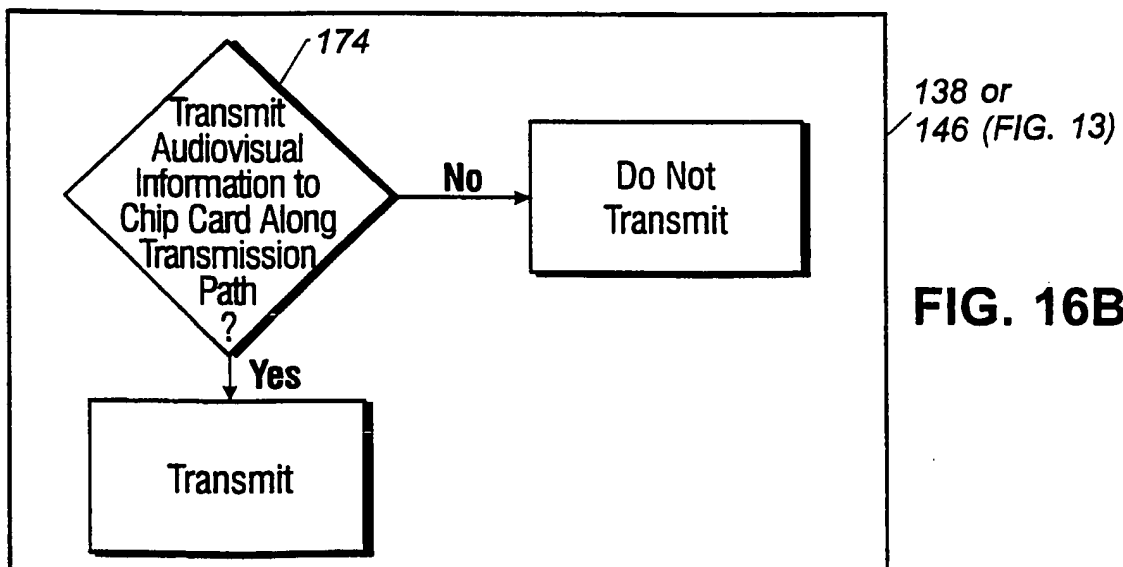 174
Transmit
Audiovisual
Information to
Chip Card Along
Transmission
Path
?
No
Do Not
Transmit
138 or
146 (FIG. 13)
FIG. 16B
Yes
Transmit